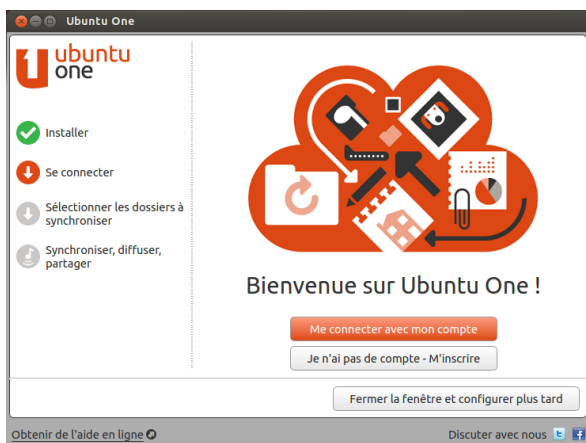 Ubuntu One
ubuntu
one
Installer
Se connecter
Sélectionner les dossiers à
synchroniser
Synchroniser, diffuser,
partager
Bienvenue sur Ubuntu One !
Me connecter avec mon compte
Je n'ai pas de compte - M'inscrire
Fermer la fenêtre et configurer plus tard
Obtenir de l'aide en ligne
Discuter avec nous